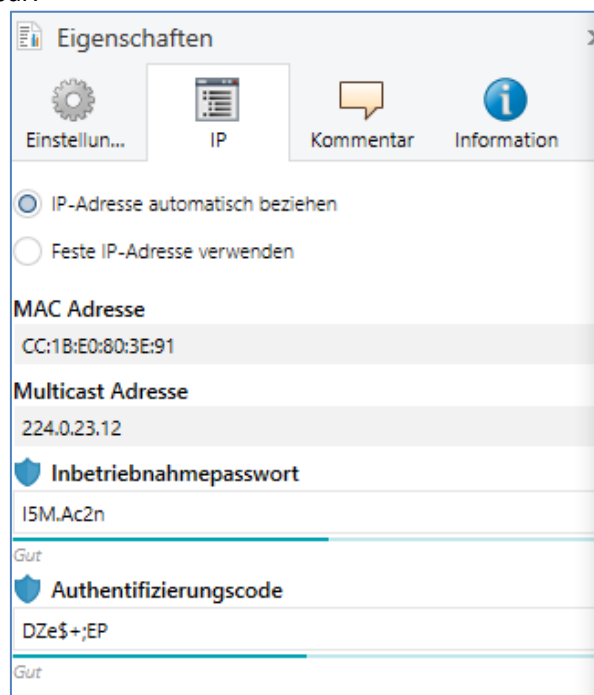 Eigenschaften
Einstellun...
IP
Kommentar
Information
IP-Adresse automatisch beziehen
Feste IP-Adresse verwenden
MAC Adresse
CC:1B:E0:80:3E:91
Multicast Adresse
224.0.23.12
Inbetriebnahmepasswort
I5M.Ac2n
Gut
Authentifizierungscode
DZe$+;EP
Gut